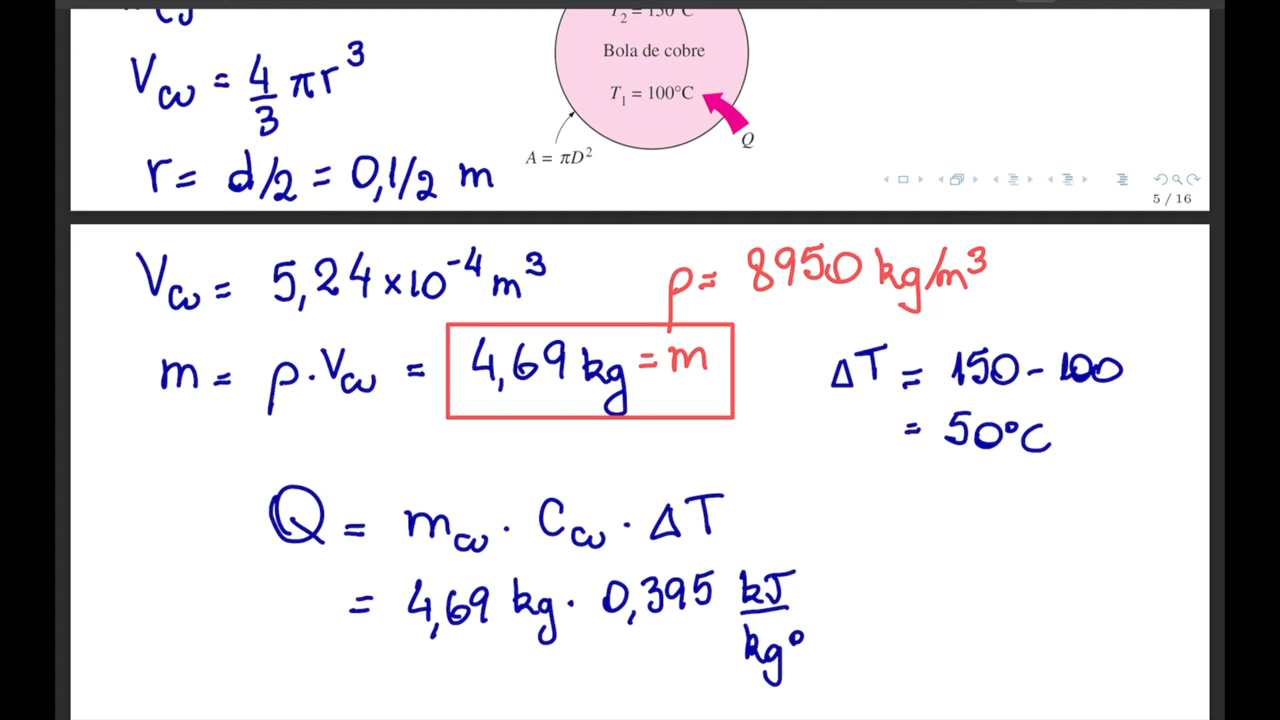 T₂ = 150°C
Bola de cobre
V_cu = 4/3 πr³
T₁ = 100°C
Q
A = πD²
r = d/2 = 0,1/2 m
5 / 16
V_cu = 5,24×10⁻⁴ m³
ρ = 8950 kg/m³
m = ρ·V_cu = 4,69 kg = m
ΔT = 150 - 100
= 50°C
Q = m_cu · C_cu · ΔT
= 4,69 kg · 0,395 kJ/kg°